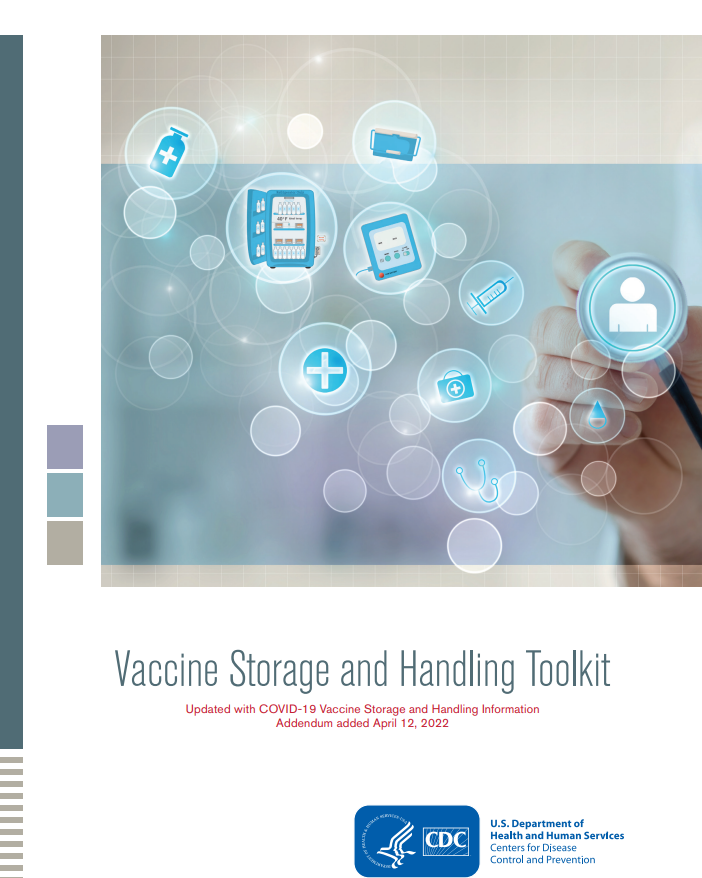 Vaccine Storage and Handling Toolkit
Updated with COVID-19 Vaccine Storage and Handling Information
Addendum added April 12, 2022
CDC
U.S. Department of
Health and Human Services
Centers for Disease
Control and Prevention